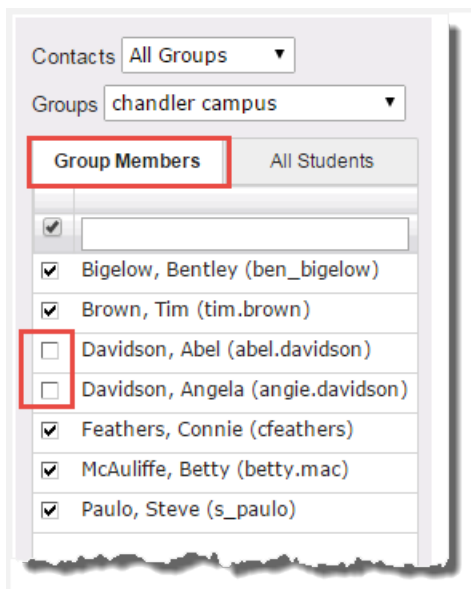 Contacts All Groups
Groups chandler campus
Group Members All Students
Bigelow, Bentley (ben_bigelow)
Brown, Tim (tim.brown)
Davidson, Abel (abel.davidson)
Davidson, Angela (angie.davidson)
Feathers, Connie (cfeathers)
McAuliffe, Betty (betty.mac)
Paulo, Steve (s_paulo)